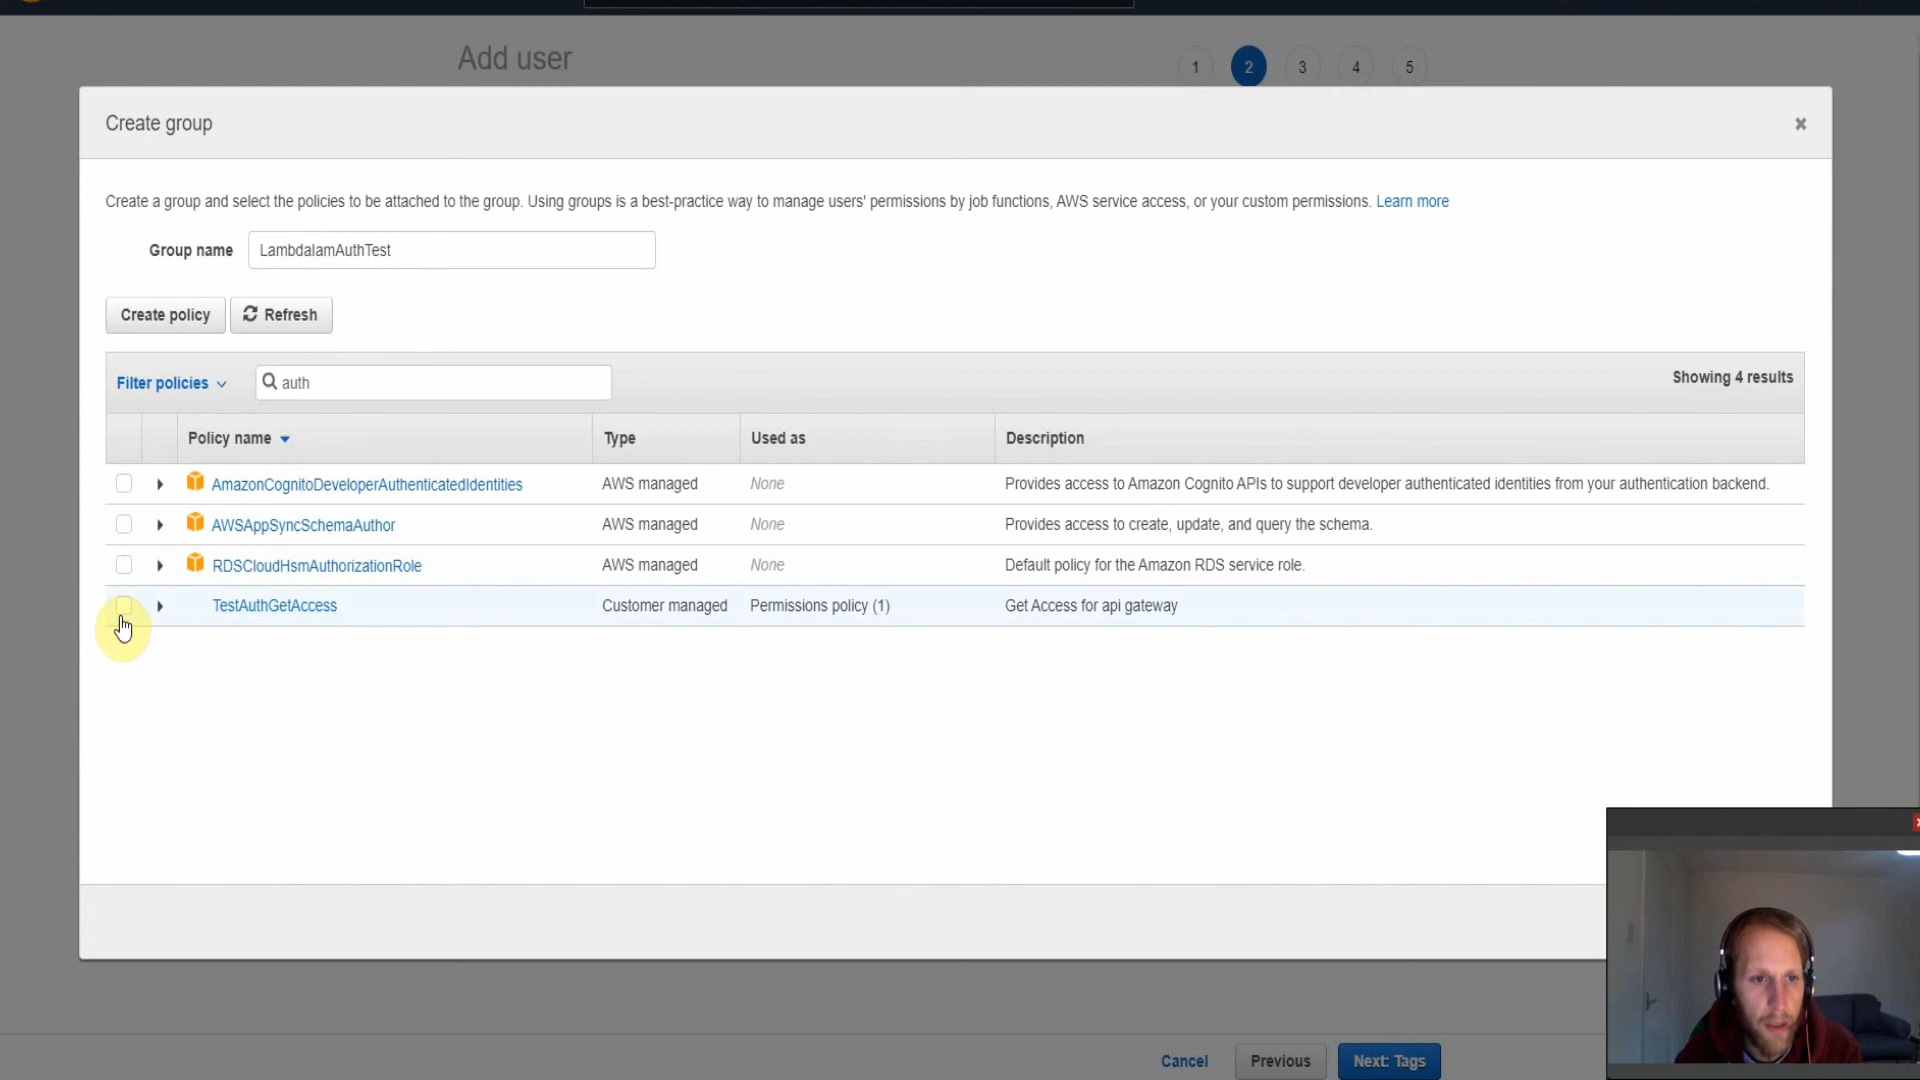 Add user
1 2 3 4 5
Create group
Create a group and select the policies to be attached to the group. Using groups is a best-practice way to manage users' permissions by job functions, AWS service access, or your custom permissions. Learn more
Group name LambdaIamAuthTest
Create policy Refresh
Filter policies auth Showing 4 results
Policy name Type Used as Description
AmazonCognitoDeveloperAuthenticatedIdentities AWS managed None Provides access to Amazon Cognito APIs to support developer authenticated identities from your authentication backend.
AWSAppSyncSchemaAuthor AWS managed None Provides access to create, update, and query the schema.
RDSCloudHsmAuthorizationRole AWS managed None Default policy for the Amazon RDS service role.
TestAuthGetAccess Customer managed Permissions policy (1) Get Access for api gateway
Cancel Previous Next: Tags